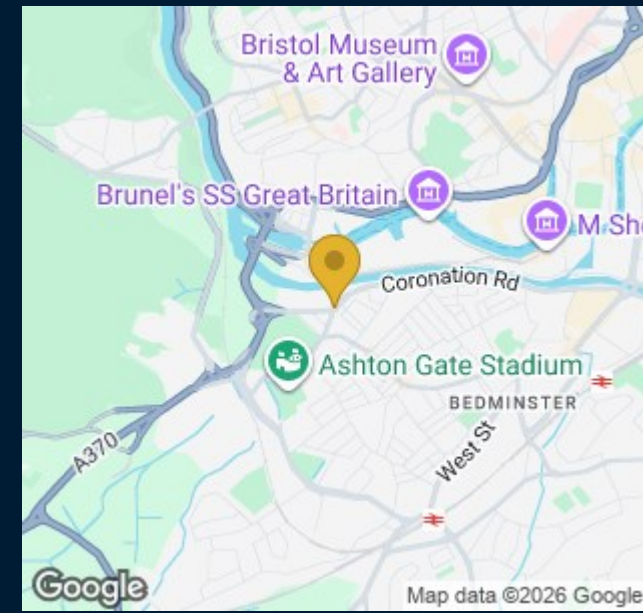 Bristol Museum
& Art Gallery
Brunel's SS Great Britain
M She
Coronation Rd
Ashton Gate Stadium
BEDMINSTER
West St
A370
Google
Map data ©2026 Google